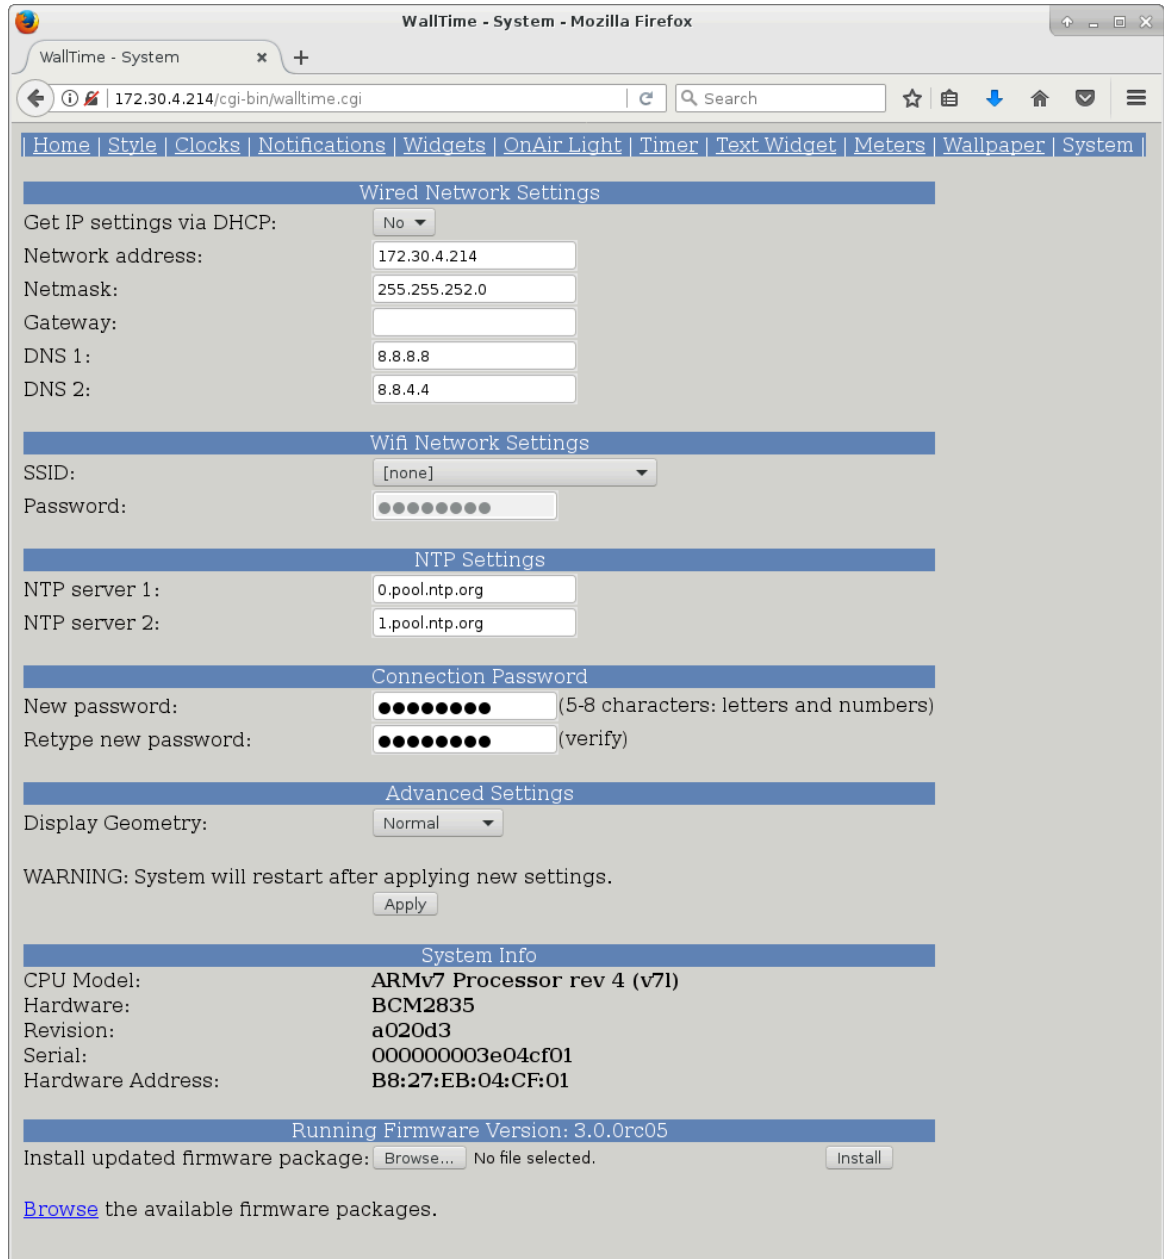 WallTime - System - Mozilla Firefox
WallTime - System
172.30.4.214/cgi-bin/walltime.cgi
Search
| Home | Style | Clocks | Notifications | Widgets | OnAir Light | Timer | Text Widget | Meters | Wallpaper | System |
Wired Network Settings
Get IP settings via DHCP: No
Network address: 172.30.4.214
Netmask: 255.255.252.0
Gateway:
DNS 1: 8.8.8.8
DNS 2: 8.8.4.4
Wifi Network Settings
SSID: [none]
Password: ●●●●●●●●
NTP Settings
NTP server 1: 0.pool.ntp.org
NTP server 2: 1.pool.ntp.org
Connection Password
New password: ●●●●●●●● (5-8 characters: letters and numbers)
Retype new password: ●●●●●●●● (verify)
Advanced Settings
Display Geometry: Normal
WARNING: System will restart after applying new settings.
Apply
System Info
CPU Model: ARMv7 Processor rev 4 (v7l)
Hardware: BCM2835
Revision: a020d3
Serial: 000000003e04cf01
Hardware Address: B8:27:EB:04:CF:01
Running Firmware Version: 3.0.0rc05
Install updated firmware package: Browse... No file selected. Install
Browse the available firmware packages.